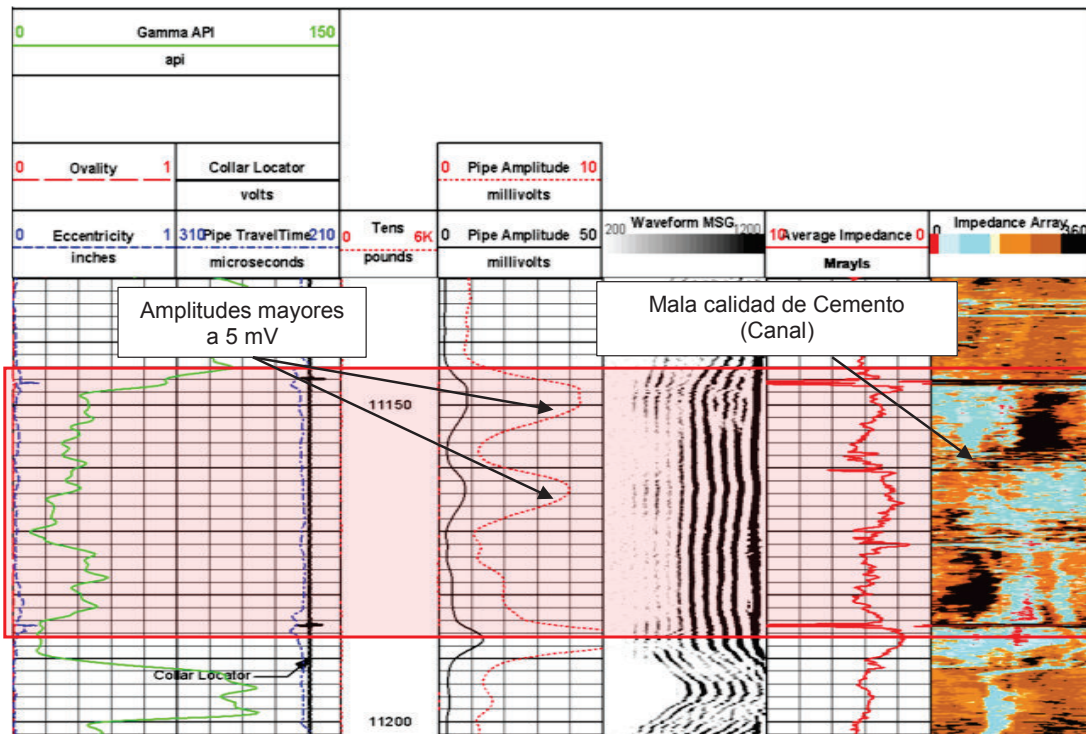 0 Gamma API 150
api
0 Ovality 1
Collar Locator
volts
0 Pipe Amplitude 10
millivolts
0 Eccentricity 1
inches
310 Pipe TravelTime 210
microseconds
0 Tens 6K
pounds
0 Pipe Amplitude 50
millivolts
200 Waveform MSG 1200
10 Average Impedance 0
Mrayls
0 Impedance Array 360
Amplitudes mayores
a 5 mV
Mala calidad de Cemento
(Canal)
11150
Collar Locator
11200